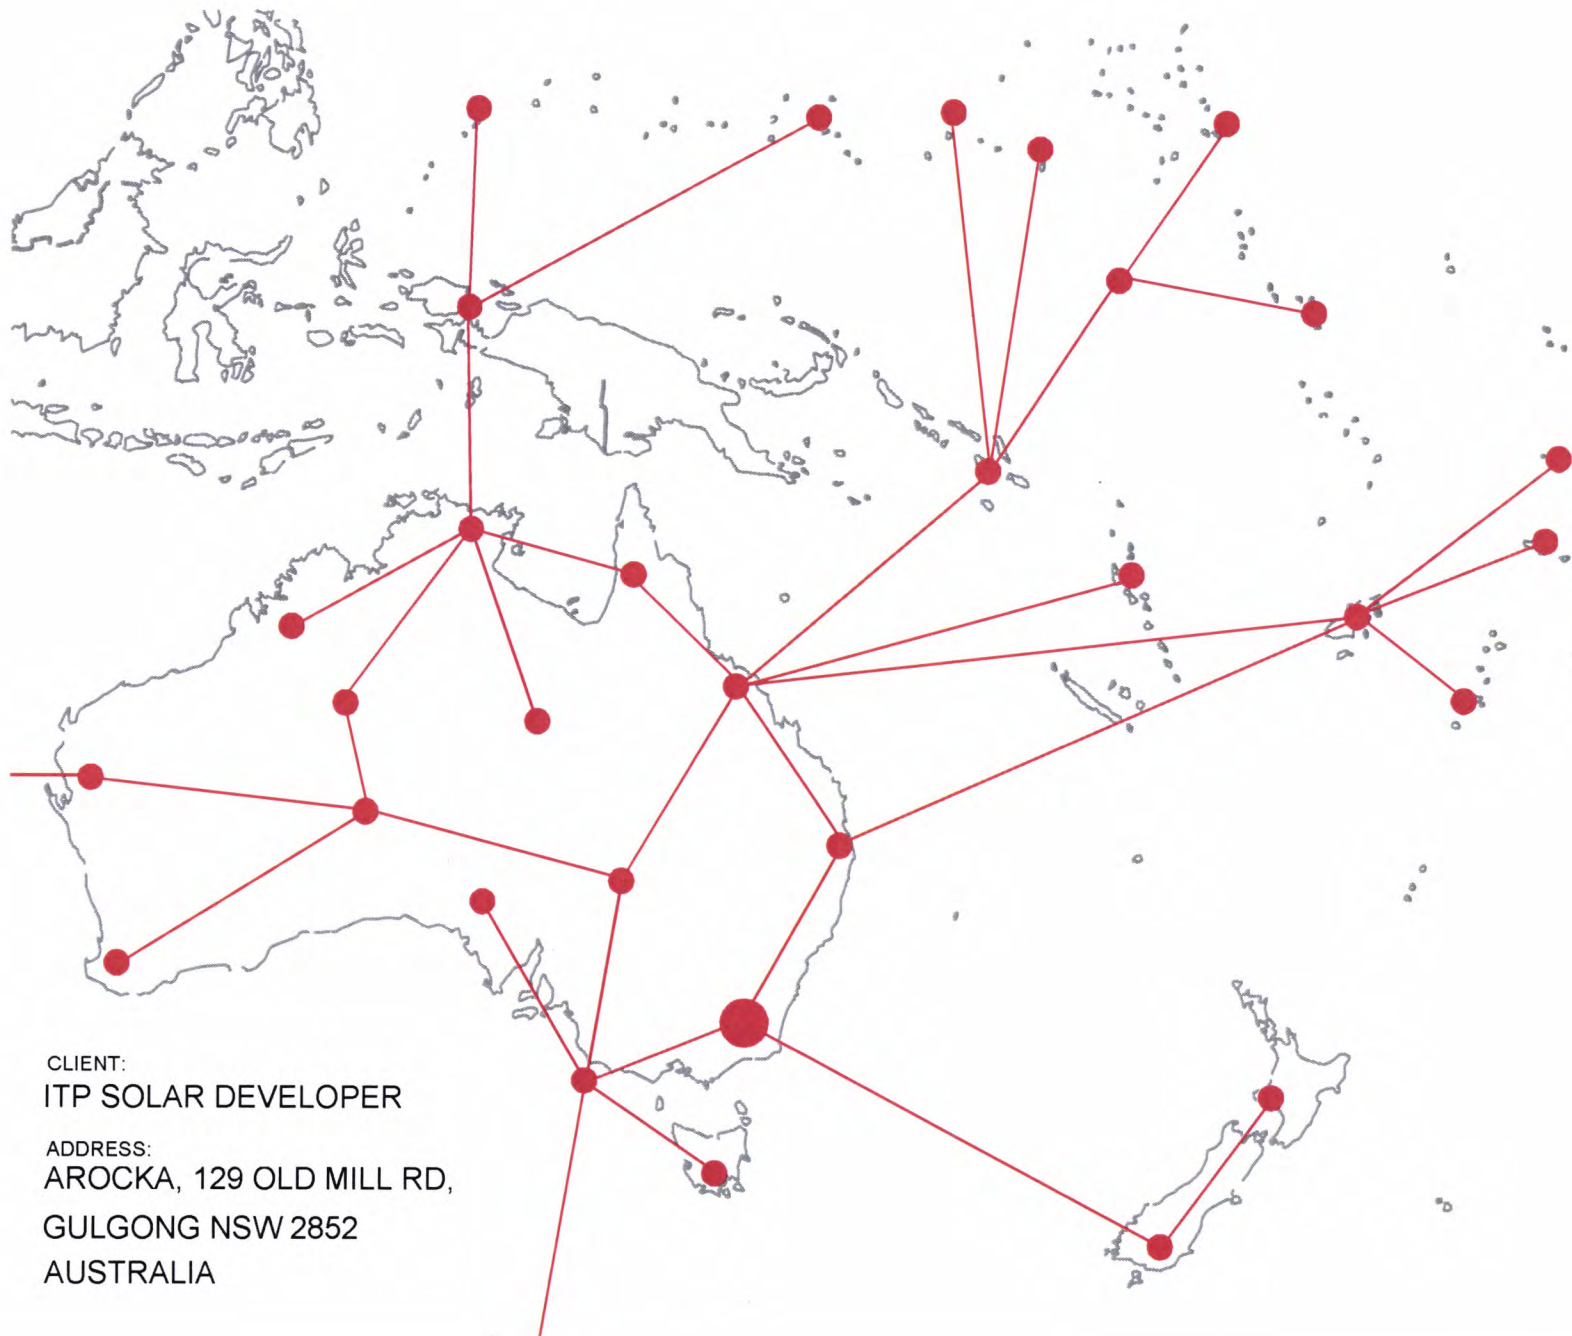 CLIENT:
ITP SOLAR DEVELOPER
ADDRESS:
AROCKA, 129 OLD MILL RD,
GULGONG NSW 2852
AUSTRALIA